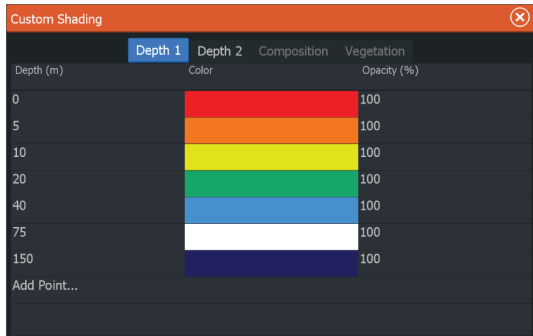 Custom Shading
Depth 1 Depth 2 Composition Vegetation
Depth (m) Color Opacity (%)
0 100
5 100
10 100
20 100
40 100
75 100
150 100
Add Point...